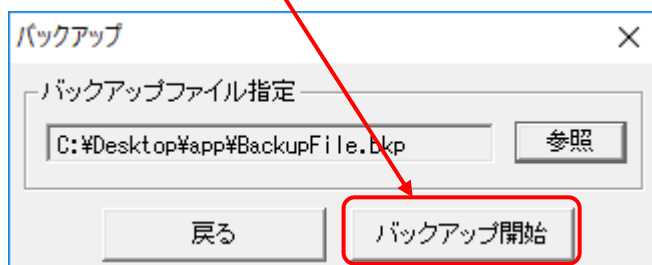 バックアップ
バックアップファイル指定
C:¥Desktop¥app¥BackupFile.bkp
参照
戻る
バックアップ開始